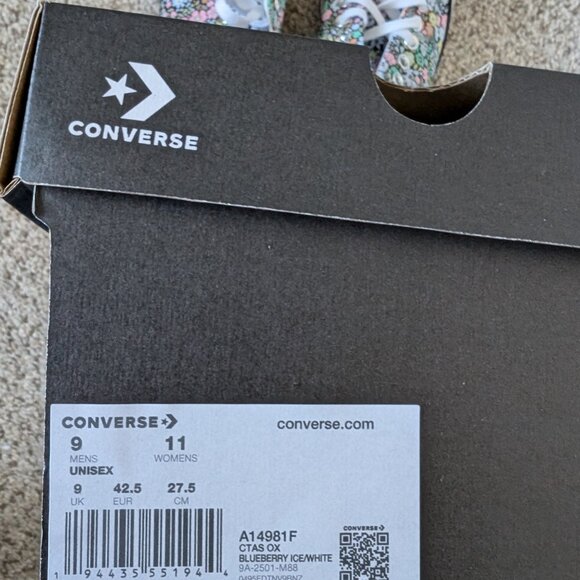 CONVERSE
CONVERSE converse.com
9 11
MENS WOMENS
UNISEX
9 42.5 27.5
UK EUR CM
A14981F
CTAS OX
BLUEBERRY ICE/WHITE
9A-2501-M88
CONVERSE
1 94435 55194 4